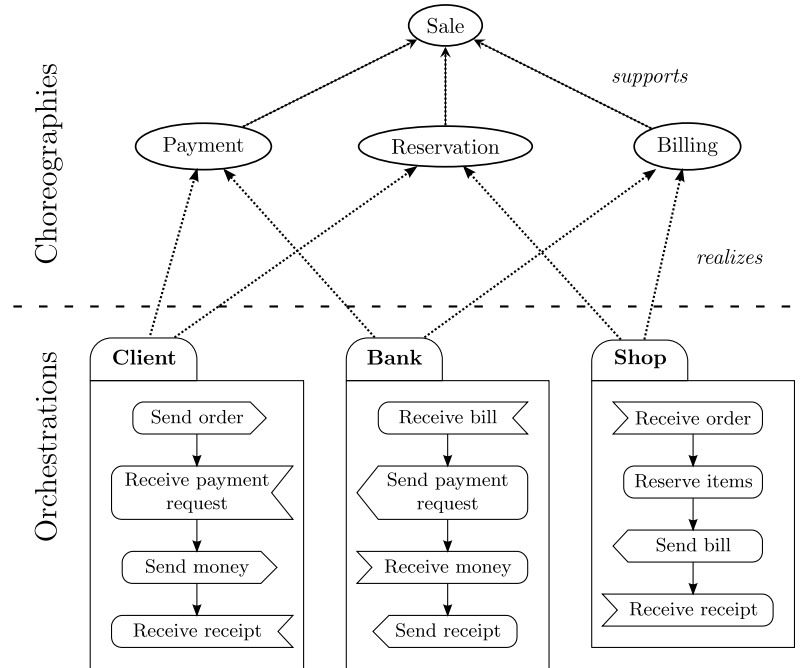 Choreographies
Sale
supports
Payment
Reservation
Billing
realizes
Orchestrations
Client
Send order
Receive payment
request
Send money
Receive receipt
Bank
Receive bill
Send payment
request
Receive money
Send receipt
Shop
Receive order
Reserve items
Send bill
Receive receipt